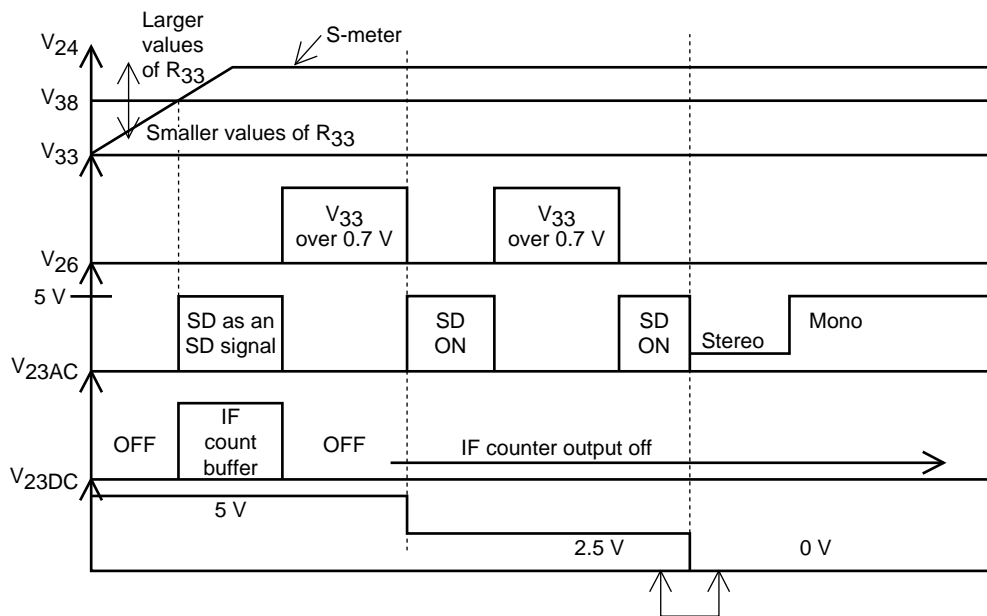 Larger
values
of R33
S-meter
V24
V38
Smaller values of R33
V33
V33
over 0.7 V
V33
over 0.7 V
V26
5 V
SD as an
SD signal
SD
ON
SD
ON
Stereo
Mono
V23AC
OFF
IF
count
buffer
OFF
IF counter output off
V23DC
5 V
2.5 V
0 V